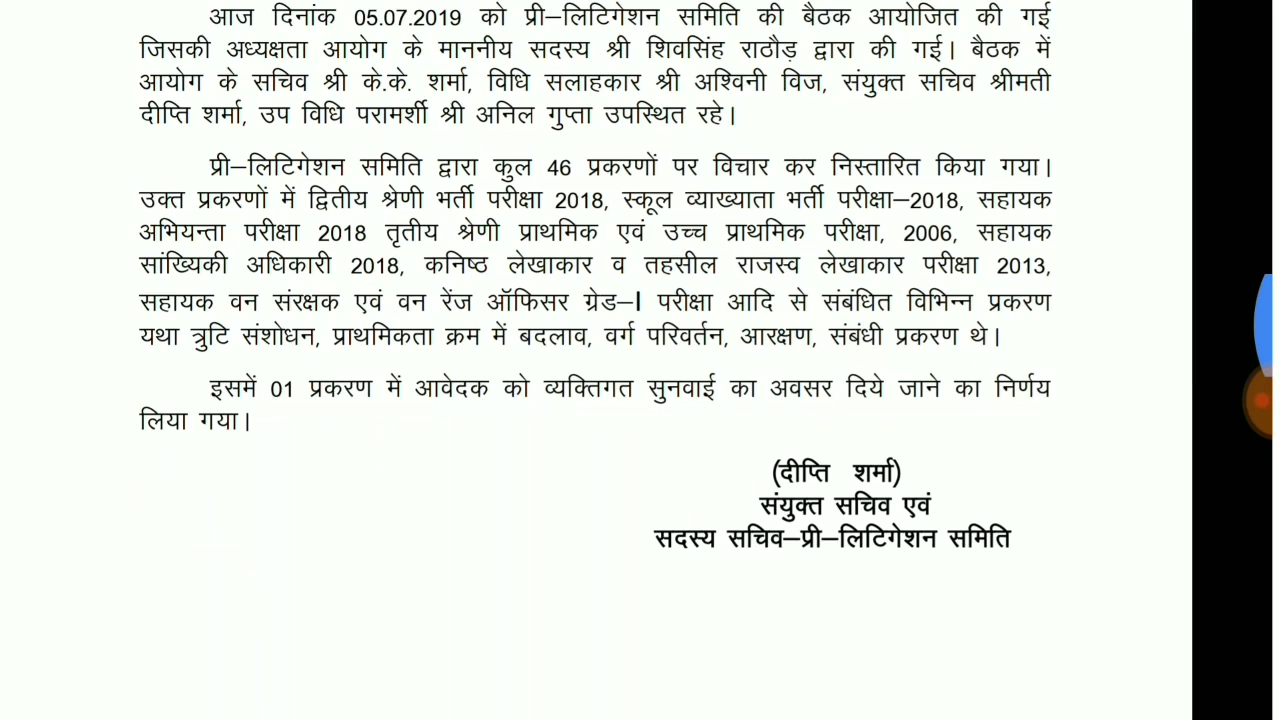 आज दिनांक 05.07.2019 को प्री–लिटिगेशन समिति की बैठक आयोजित की गई
जिसकी अध्यक्षता आयोग के माननीय सदस्य श्री शिवसिंह राठौड़ द्वारा की गई। बैठक में
आयोग के सचिव श्री के.के. शर्मा, विधि सलाहकार श्री अश्विनी विज, संयुक्त सचिव श्रीमती
दीप्ति शर्मा, उप विधि परामर्शी श्री अनिल गुप्ता उपस्थित रहे।
प्री–लिटिगेशन समिति द्वारा कुल 46 प्रकरणों पर विचार कर निस्तारित किया गया।
उक्त प्रकरणों में द्वितीय श्रेणी भर्ती परीक्षा 2018, स्कूल व्याख्याता भर्ती परीक्षा–2018, सहायक
अभियन्ता परीक्षा 2018 तृतीय श्रेणी प्राथमिक एवं उच्च प्राथमिक परीक्षा, 2006, सहायक
सांख्यिकी अधिकारी 2018, कनिष्ठ लेखाकार व तहसील राजस्व लेखाकार परीक्षा 2013,
सहायक वन संरक्षक एवं वन रेंज ऑफिसर ग्रेड–I परीक्षा आदि से संबंधित विभिन्न प्रकरण
यथा त्रुटि संशोधन, प्राथमिकता क्रम में बदलाव, वर्ग परिवर्तन, आरक्षण, संबंधी प्रकरण थे।
इसमें 01 प्रकरण में आवेदक को व्यक्तिगत सुनवाई का अवसर दिये जाने का निर्णय
लिया गया।
(दीप्ति शर्मा)
संयुक्त सचिव एवं
सदस्य सचिव–प्री–लिटिगेशन समिति